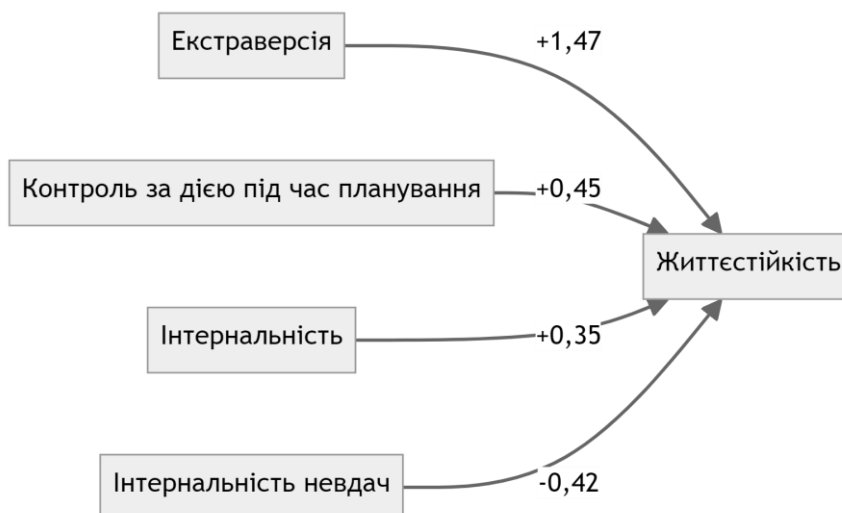 Екстраверсія
+1,47
Контроль за дією під час планування
+0,45
Життєстійкість
Інтернальність
+0,35
Інтернальність невдач
-0,42